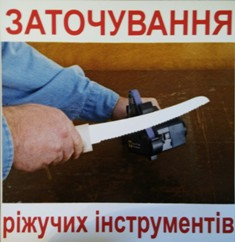 ЗАТОЧУВАННЯ
ріжучих інструментів